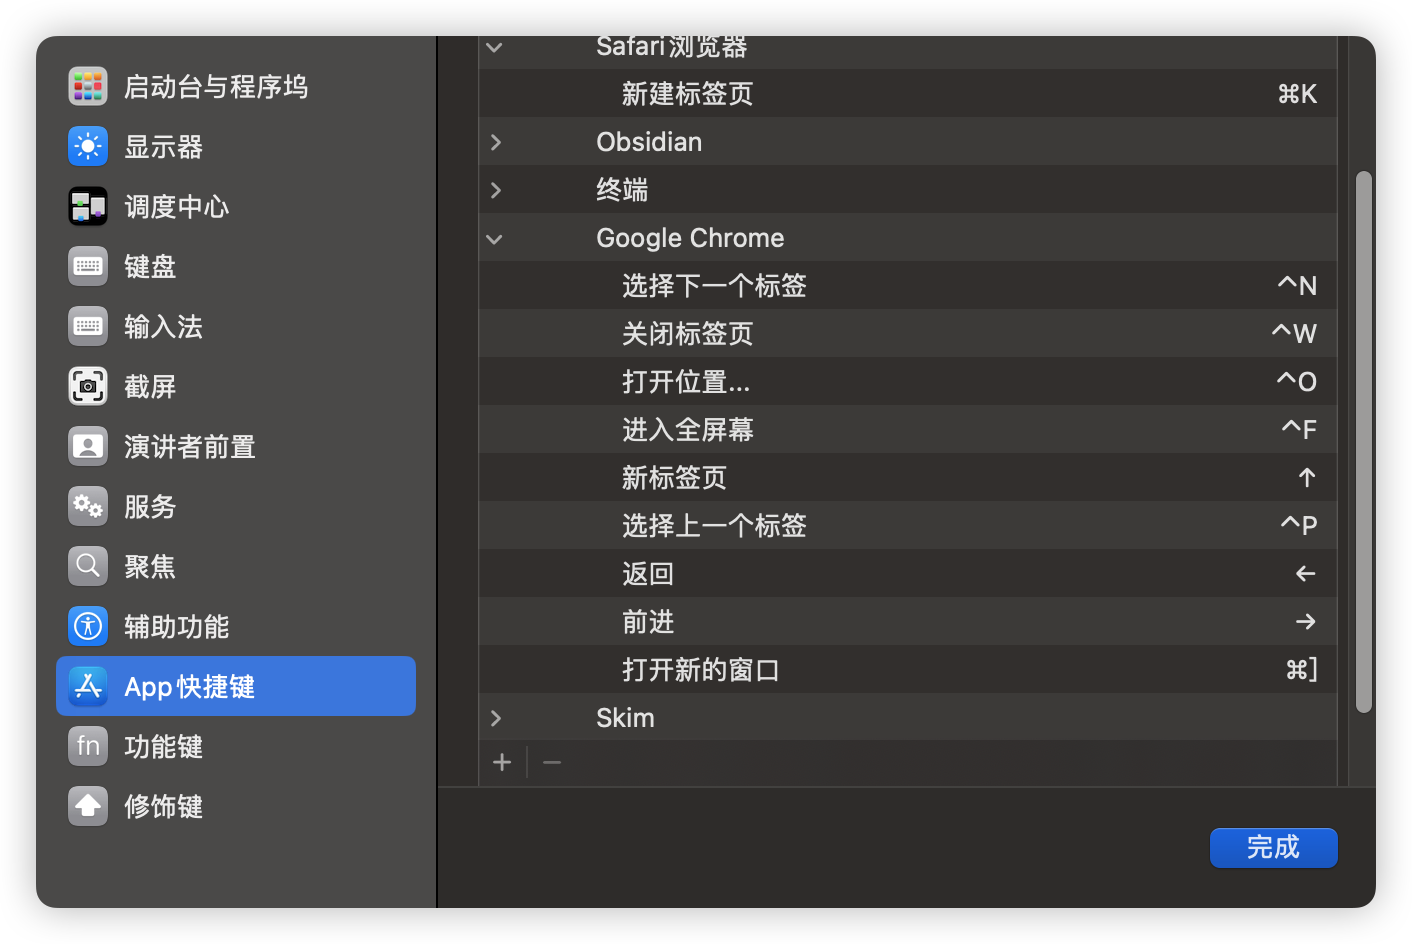 启动台与程序坞
显示器
调度中心
键盘
输入法
截屏
演讲者前置
服务
聚焦
辅助功能
App快捷键
fn 功能键
修饰键
Safari浏览器
新建标签页 ⌘K
Obsidian
终端
Google Chrome
选择下一个标签 ^N
关闭标签页 ^W
打开位置... ^O
进入全屏幕 ^F
新标签页 ↑
选择上一个标签 ^P
返回 ←
前进 →
打开新的窗口 ⌘]
Skim
+ −
完成